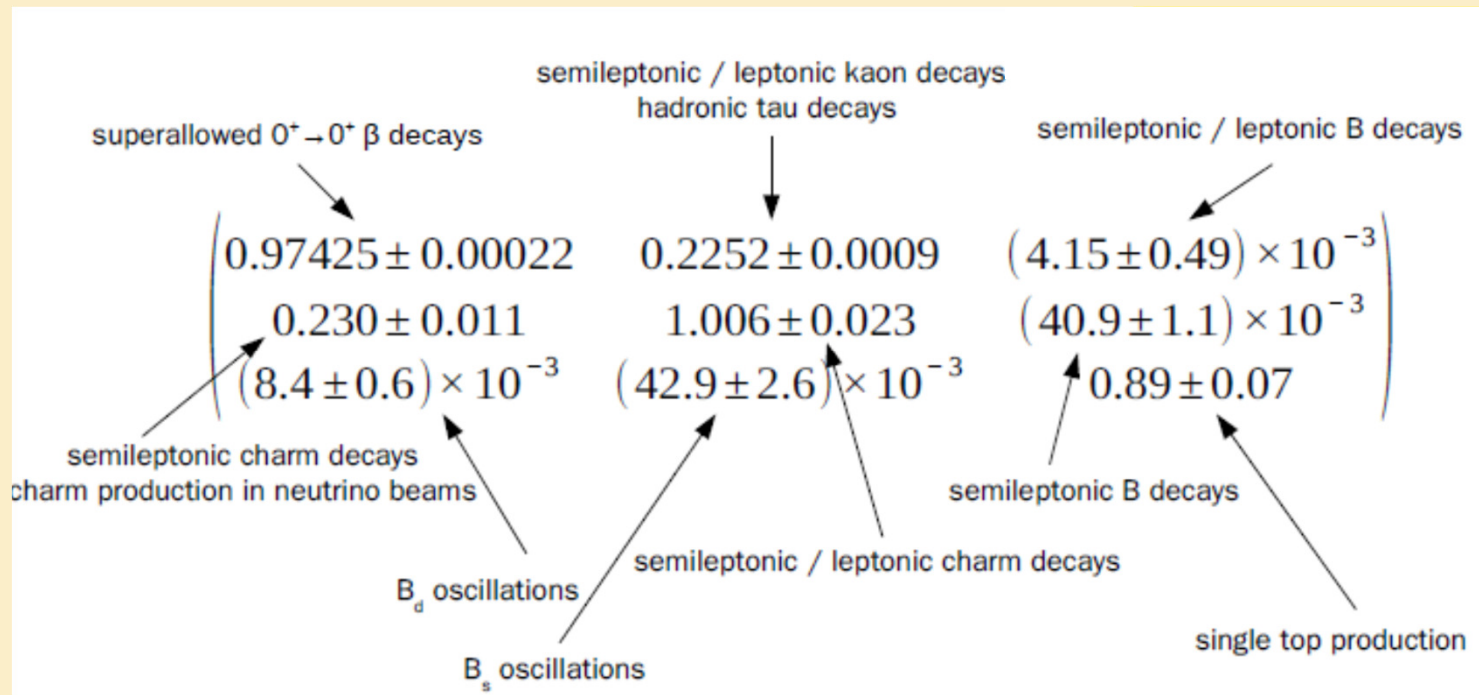 semileptonic / leptonic kaon decays
hadronic tau decays
superallowed 0⁺→0⁺ β decays
semileptonic / leptonic B decays
0.97425±0.00022 0.2252±0.0009 (4.15±0.49)×10⁻³
0.230±0.011 1.006±0.023 (40.9±1.1)×10⁻³
(8.4±0.6)×10⁻³ (42.9±2.6)×10⁻³ 0.89±0.07
semileptonic charm decays
charm production in neutrino beams
semileptonic B decays
semileptonic / leptonic charm decays
B_d oscillations
single top production
B_s oscillations